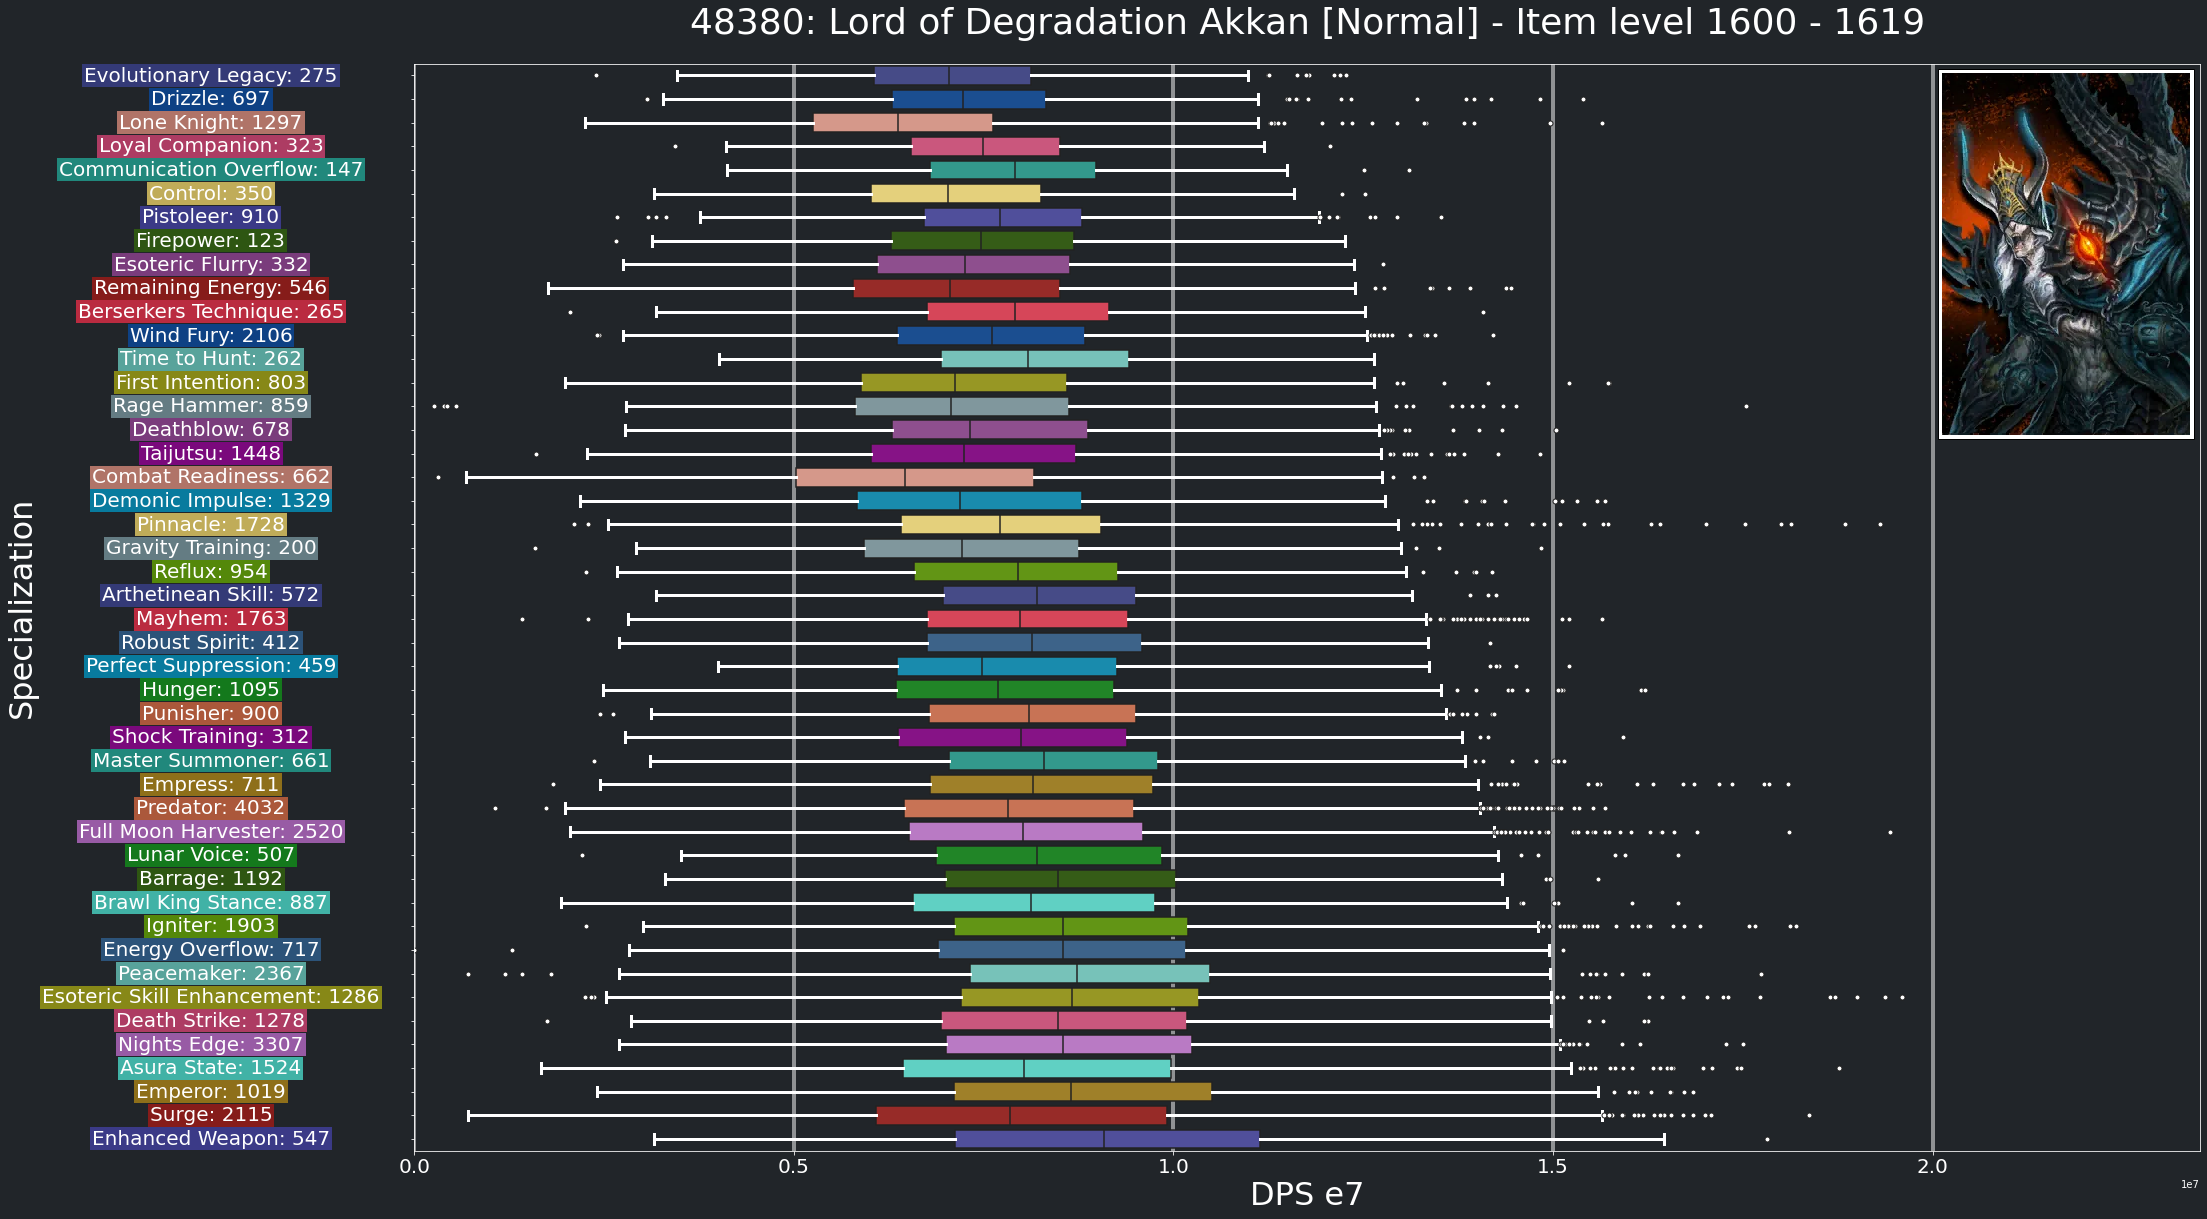 48380: Lord of Degradation Akkan [Normal] - Item level 1600 - 1619
Evolutionary Legacy: 275
Drizzle: 697
Lone Knight: 1297
Loyal Companion: 323
Communication Overflow: 147
Control: 350
Pistoleer: 910
Firepower: 123
Esoteric Flurry: 332
Remaining Energy: 546
Berserkers Technique: 265
Wind Fury: 2106
Time to Hunt: 262
First Intention: 803
Rage Hammer: 859
Deathblow: 678
Taijutsu: 1448
Combat Readiness: 662
Demonic Impulse: 1329
Pinnacle: 1728
Gravity Training: 200
Reflux: 954
Arthetinean Skill: 572
Mayhem: 1763
Robust Spirit: 412
Perfect Suppression: 459
Hunger: 1095
Punisher: 900
Shock Training: 312
Master Summoner: 661
Empress: 711
Predator: 4032
Full Moon Harvester: 2520
Lunar Voice: 507
Barrage: 1192
Brawl King Stance: 887
Igniter: 1903
Energy Overflow: 717
Peacemaker: 2367
Esoteric Skill Enhancement: 1286
Death Strike: 1278
Nights Edge: 3307
Asura State: 1524
Emperor: 1019
Surge: 2115
Enhanced Weapon: 547
Specialization
0.0 0.5 1.0 1.5 2.0
DPS e7
1e7